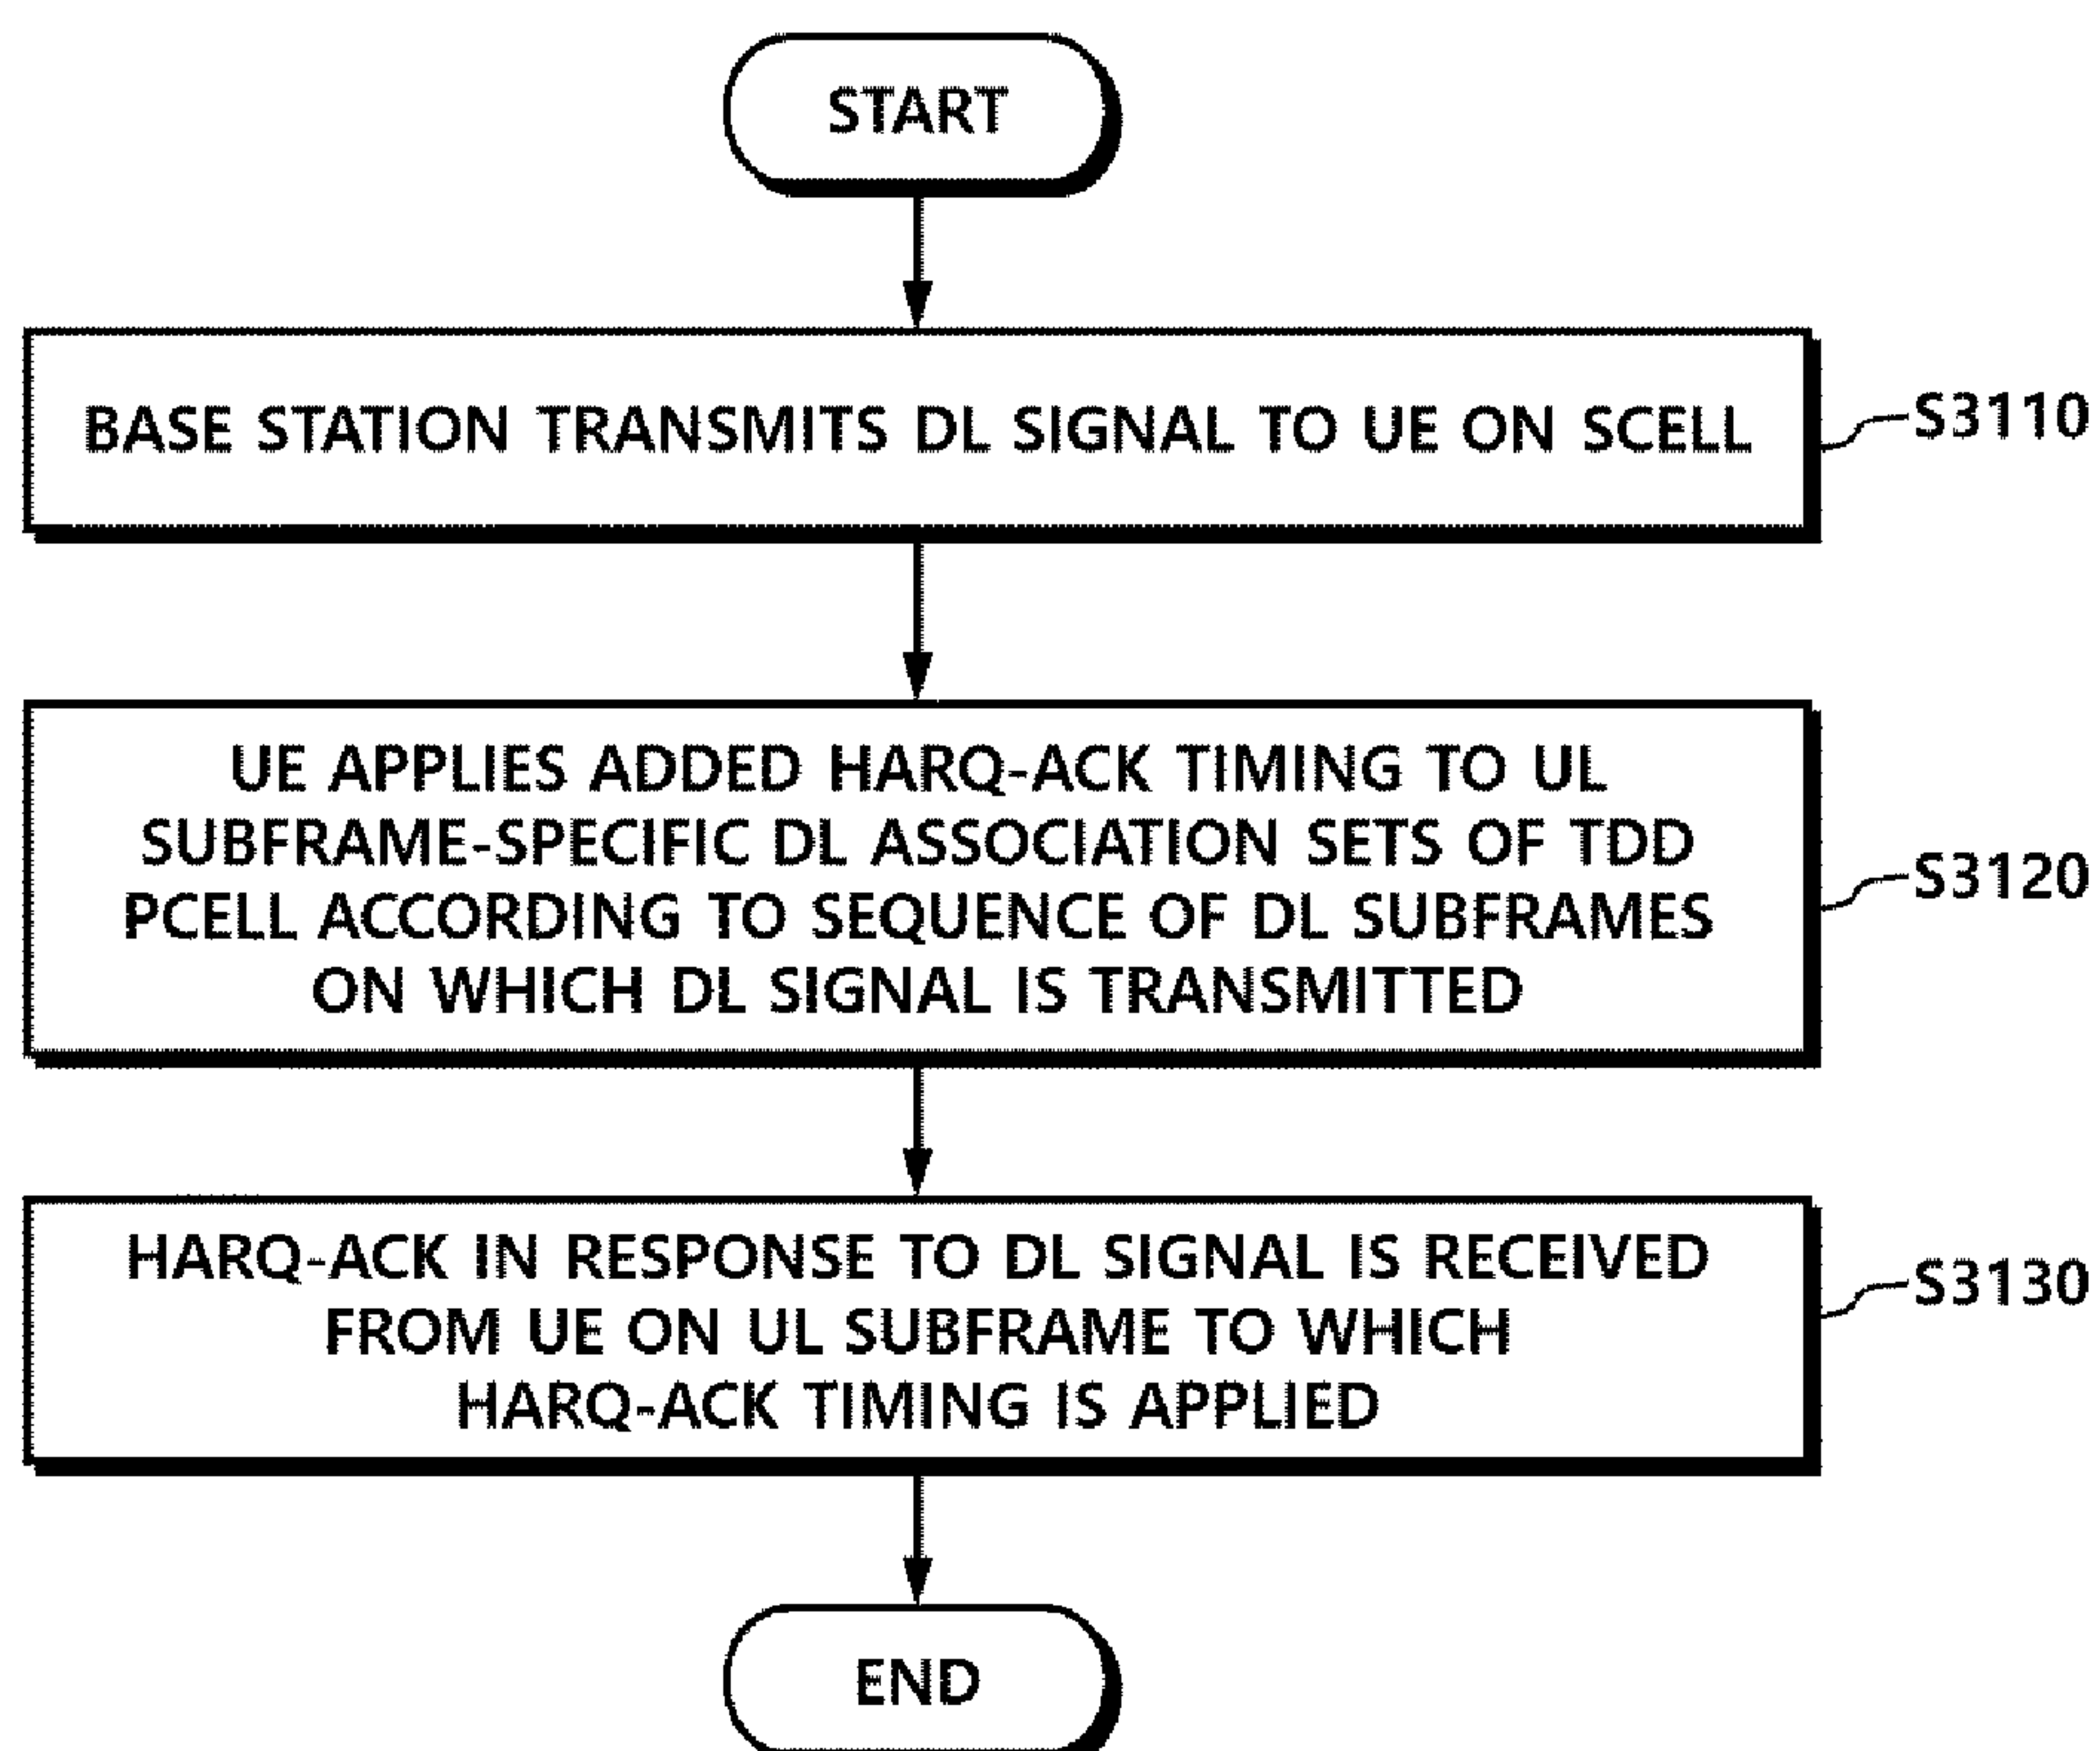 START
BASE STATION TRANSMITS DL SIGNAL TO UE ON SCELL
S3110
UE APPLIES ADDED HARQ-ACK TIMING TO UL
SUBFRAME-SPECIFIC DL ASSOCIATION SETS OF TDD
PCELL ACCORDING TO SEQUENCE OF DL SUBFRAMES
ON WHICH DL SIGNAL IS TRANSMITTED
S3120
HARQ-ACK IN RESPONSE TO DL SIGNAL IS RECEIVED
FROM UE ON UL SUBFRAME TO WHICH
HARQ-ACK TIMING IS APPLIED
S3130
END